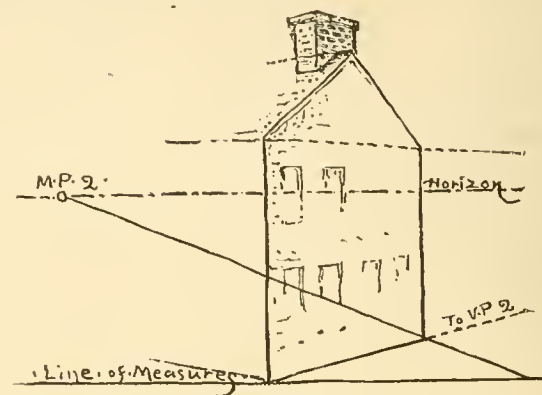 M.P. 2.
Horizon
To V.P 2
Line. of. Measures